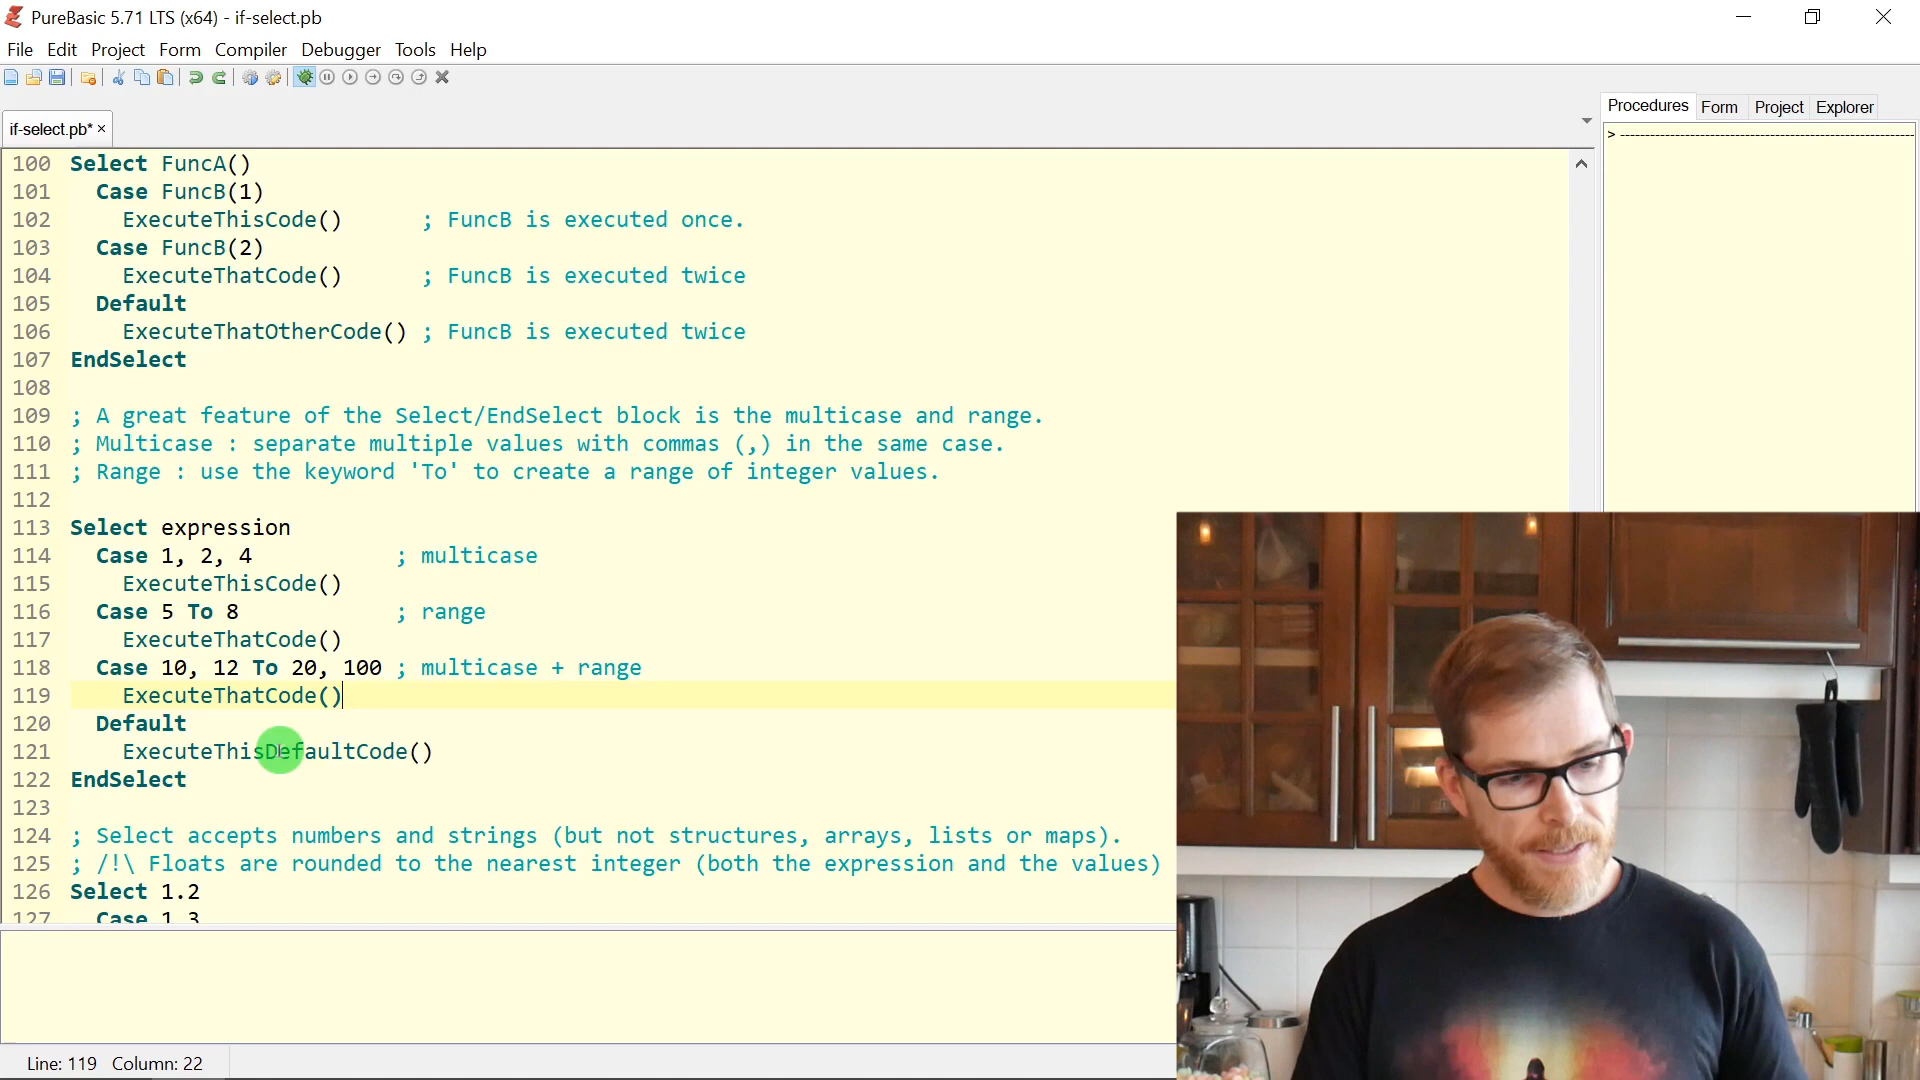 PureBasic 5.71 LTS (x64) - if-select.pb
File Edit Project Form Compiler Debugger Tools Help
if-select.pb*
Procedures Form Project Explorer
>
100 Select FuncA()
101 Case FuncB(1)
102 ExecuteThisCode() ; FuncB is executed once.
103 Case FuncB(2)
104 ExecuteThatCode() ; FuncB is executed twice
105 Default
106 ExecuteThatOtherCode() ; FuncB is executed twice
107 EndSelect
108
109 ; A great feature of the Select/EndSelect block is the multicase and range.
110 ; Multicase : separate multiple values with commas (,) in the same case.
111 ; Range : use the keyword 'To' to create a range of integer values.
112
113 Select expression
114 Case 1, 2, 4 ; multicase
115 ExecuteThisCode()
116 Case 5 To 8 ; range
117 ExecuteThatCode()
118 Case 10, 12 To 20, 100 ; multicase + range
119 ExecuteThatCode()
120 Default
121 ExecuteThisDefaultCode()
122 EndSelect
123
124 ; Select accepts numbers and strings (but not structures, arrays, lists or maps).
125 ; /!\ Floats are rounded to the nearest integer (both the expression and the values)
126 Select 1.2
127 Case 1.3
Line: 119 Column: 22